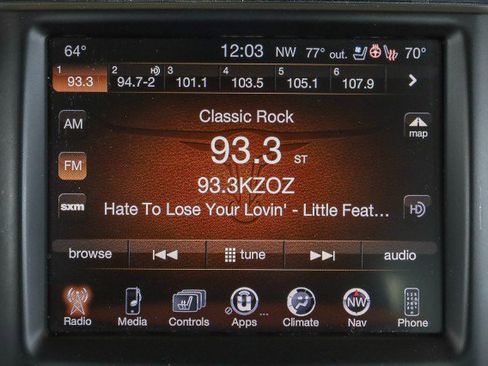 64° 12:03 NW 77° out. 70°
1 2 HD 3 4 5 6
93.3 94.7-2 101.1 103.5 105.1 107.9
AM Classic Rock map
93.3 ST
FM
93.3KZOZ
sxm Hate To Lose Your Lovin' - Little Feat... HD
browse tune audio
NW
Radio Media Controls Apps ... Climate Nav Phone